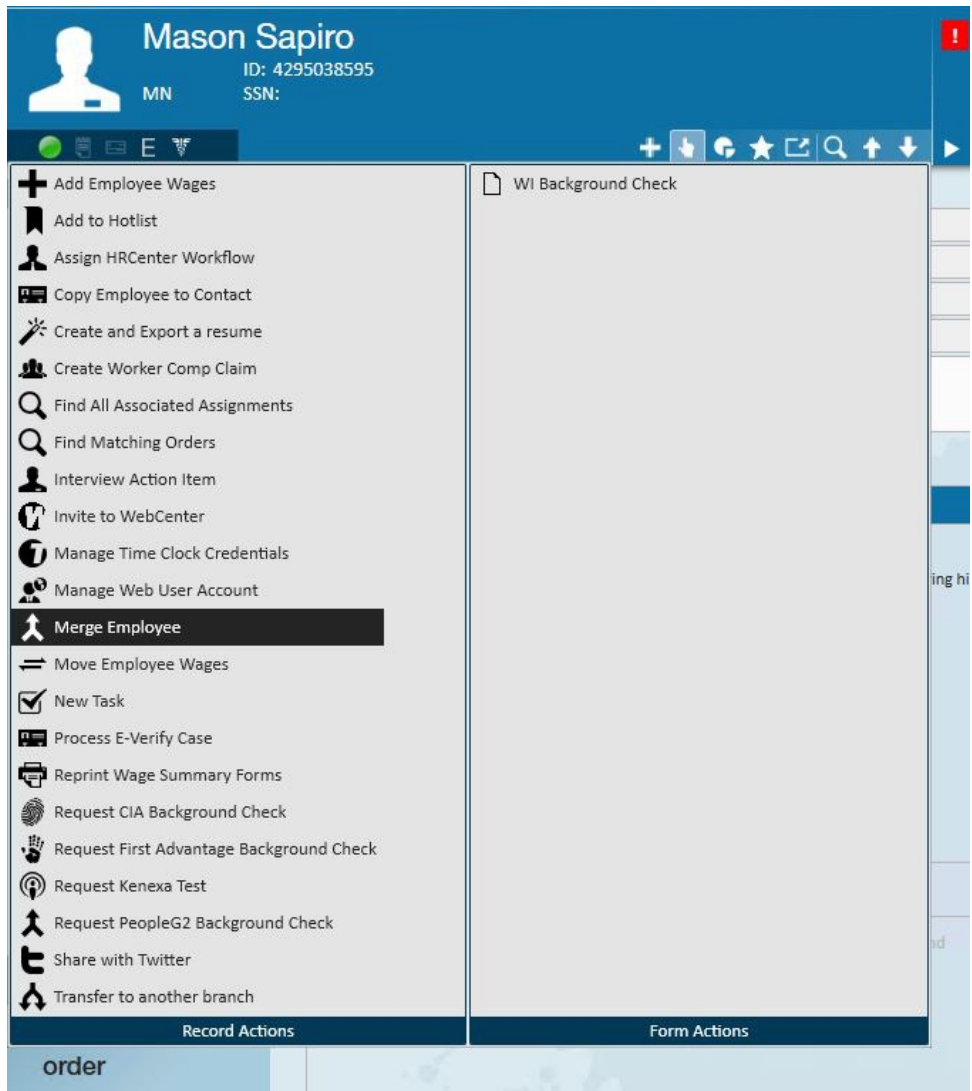 Mason Sapiro
ID: 4295038595
MN SSN:
!
E
Add Employee Wages
Add to Hotlist
Assign HRCenter Workflow
Copy Employee to Contact
Create and Export a resume
Create Worker Comp Claim
Find All Associated Assignments
Find Matching Orders
Interview Action Item
Invite to WebCenter
Manage Time Clock Credentials
Manage Web User Account
Merge Employee
Move Employee Wages
New Task
Process E-Verify Case
Reprint Wage Summary Forms
Request CIA Background Check
Request First Advantage Background Check
Request Kenexa Test
Request PeopleG2 Background Check
Share with Twitter
Transfer to another branch
Record Actions
WI Background Check
Form Actions
ing hi
order